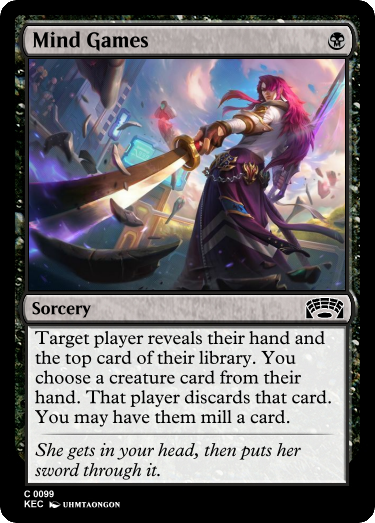 Mind Games
Sorcery
Target player reveals their hand and
the top card of their library. You
choose a creature card from their
hand. That player discards that card.
You may have them mill a card.
She gets in your head, then puts her
sword through it.
C 0099
KEC UHMTAONGON